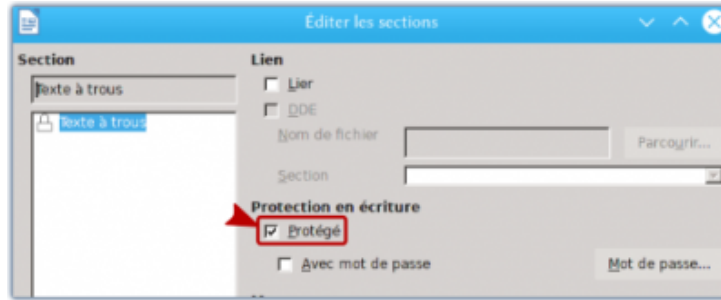 Éditer les sections
Section
Texte à trous
Texte à trous
Lien
Lier
DDE
Nom de fichier
Parcourir...
Section
Protection en écriture
Protégé
Avec mot de passe
Mot de passe...